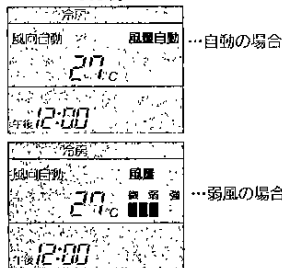 冷房
風向自動 風量自動 …自動の場合
27℃
午後12:00
冷房
風向自動 風量
微 弱 強 …弱風の場合
27℃
午後12:00